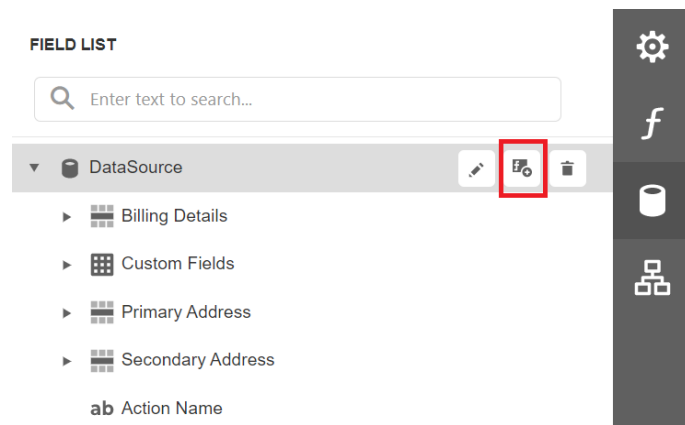 FIELD LIST
Enter text to search...
DataSource
Billing Details
Custom Fields
Primary Address
Secondary Address
ab Action Name